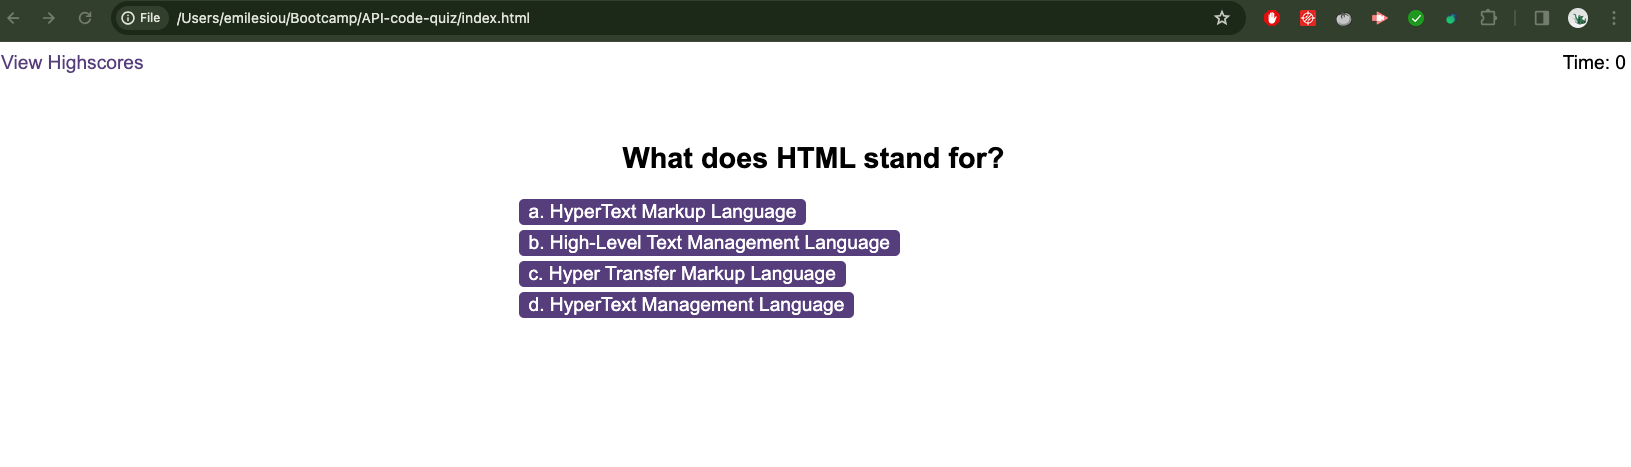 File /Users/emilesiou/Bootcamp/API-code-quiz/index.html
View Highscores
Time: 0
What does HTML stand for?
a. HyperText Markup Language
b. High-Level Text Management Language
c. Hyper Transfer Markup Language
d. HyperText Management Language